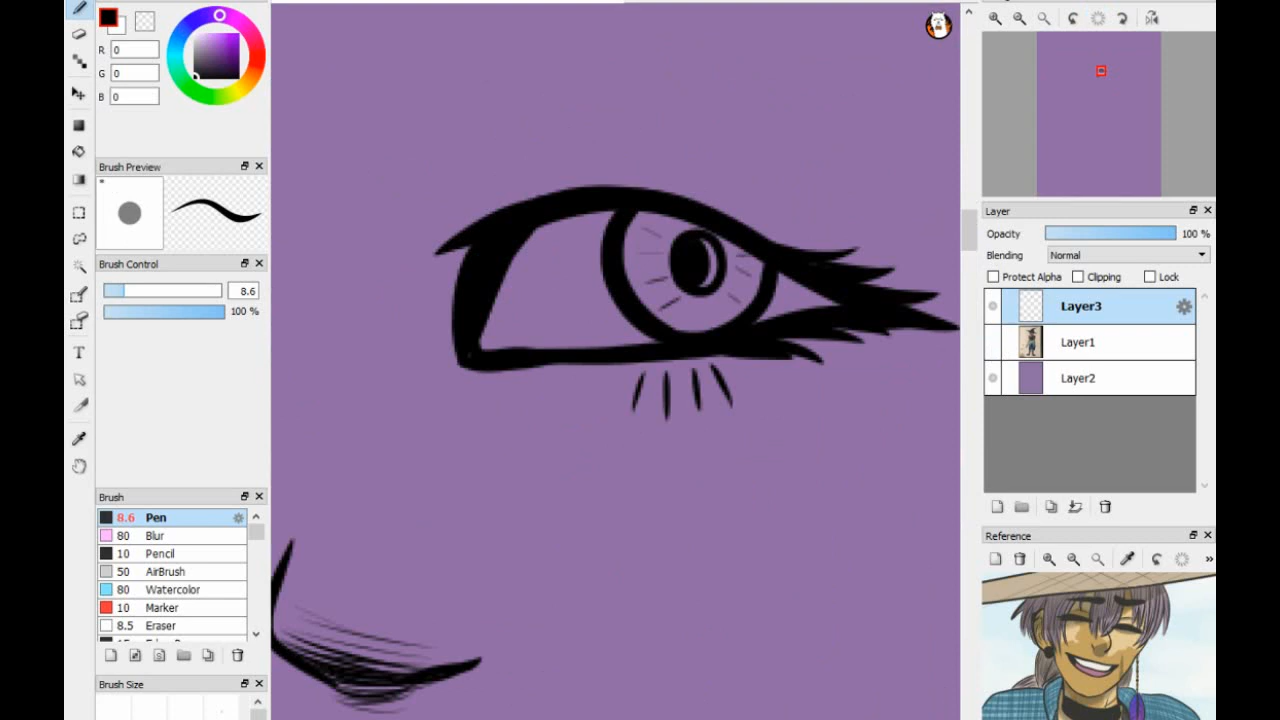 R 0
G 0
B 0
Brush Preview
*
Brush Control
8.6
100 %
Brush
8.6 Pen
80 Blur
10 Pencil
50 AirBrush
80 Watercolor
10 Marker
8.5 Eraser
Brush Size
Layer
Opacity 100 %
Blending Normal
Protect Alpha Clipping Lock
Layer3
Layer1
Layer2
Reference
»
T